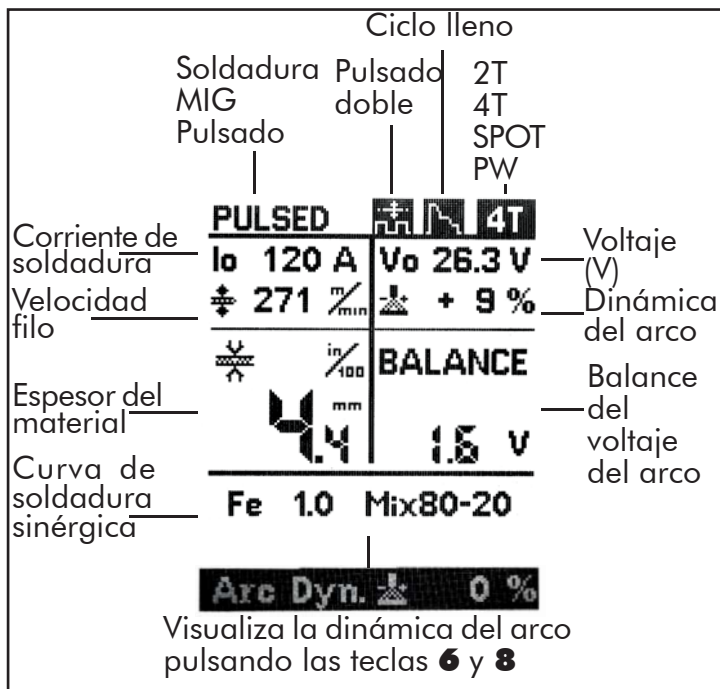 Ciclo lleno
Soldadura
MIG
Pulsado
Pulsado
doble
2T
4T
SPOT
PW
PULSED
4T
Corriente de
soldadura
Io 120 A
Vo 26.3 V
Voltaje
(V)
Velocidad
filo
271 m/min
+ 9 %
Dinámica
del arco
in/100
BALANCE
Espesor del
material
mm
4.4
1.6 V
Balance
del
voltaje
del arco
Curva de
soldadura
sinérgica
Fe 1.0 Mix80-20
Arc Dyn. 0 %
Visualiza la dinámica del arco
pulsando las teclas 6 y 8